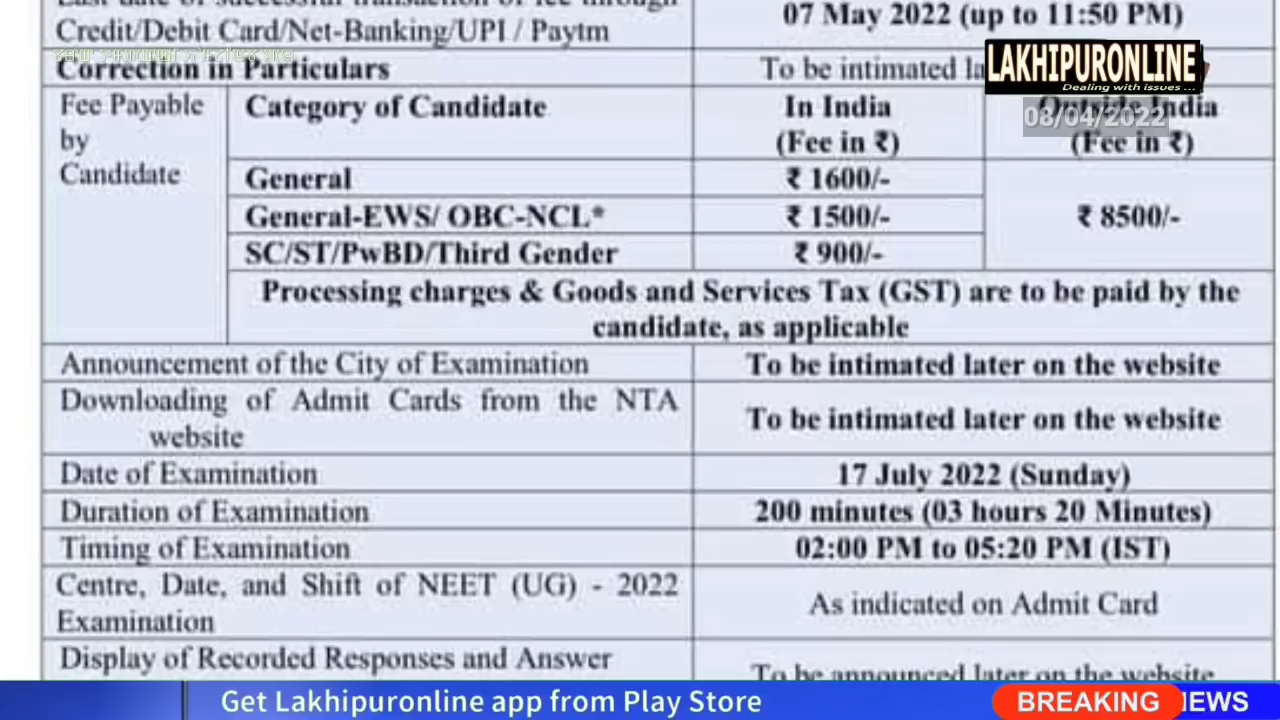 Credit/Debit Card/Net-Banking/UPI / Paytm
07 May 2022 (up to 11:50 PM)
Correction in Particulars
To be intimated
LAKHIPURONLINE
Dealing with issues ...
08/04/2022
Fee Payable
by
Candidate
Category of Candidate
In India
(Fee in ₹)
Outside India
(Fee in ₹)
General
₹ 1600/-
General-EWS/ OBC-NCL*
₹ 1500/-
₹ 8500/-
SC/ST/PwBD/Third Gender
₹ 900/-
Processing charges & Goods and Services Tax (GST) are to be paid by the
candidate, as applicable
Announcement of the City of Examination
To be intimated later on the website
Downloading of Admit Cards from the NTA
website
To be intimated later on the website
Date of Examination
17 July 2022 (Sunday)
Duration of Examination
200 minutes (03 hours 20 Minutes)
Timing of Examination
02:00 PM to 05:20 PM (IST)
Centre, Date, and Shift of NEET (UG) - 2022
Examination
As indicated on Admit Card
Display of Recorded Responses and Answer
To be announced later on the website
Get Lakhipuronline app from Play Store
BREAKING NEWS